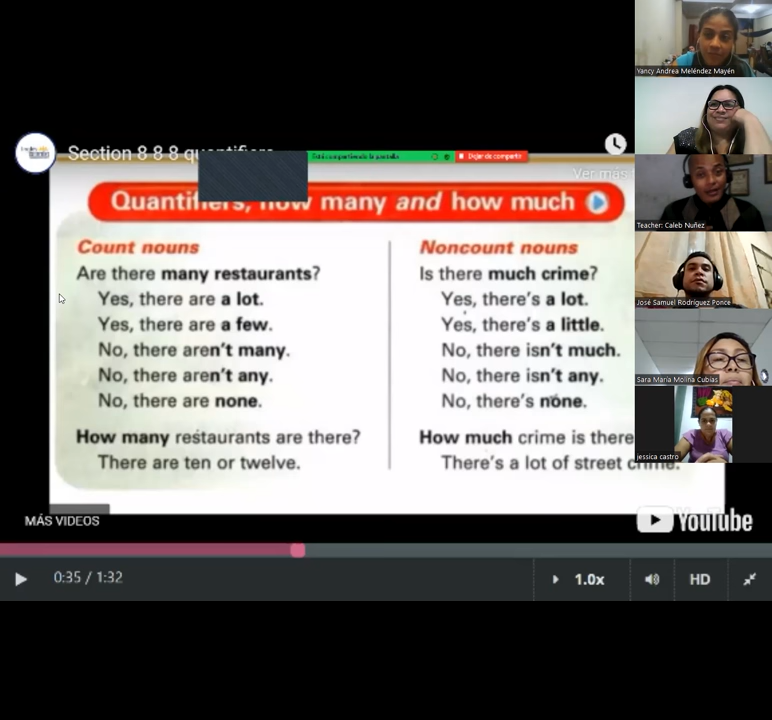 Section 8 8 8 quantifiers
Está compartiendo la pantalla
Dejar de compartir
Ver más
Quantifiers, how many and how much
Count nouns
Are there many restaurants?
Yes, there are a lot.
Yes, there are a few.
No, there aren't many.
No, there aren't any.
No, there are none.
How many restaurants are there?
There are ten or twelve.
Noncount nouns
Is there much crime?
Yes, there's a lot.
Yes, there's a little.
No, there isn't much.
No, there isn't any.
No, there's none.
How much crime is there
There's a lot of street crime.
MÁS VIDEOS
YouTube
0:35 / 1:32
1.0x
HD
Yancy Andrea Meléndez Mayén
Teacher: Caleb Nuñez
José Samuel Rodríguez Ponce
Sara María Molina Cubías
jessica castro